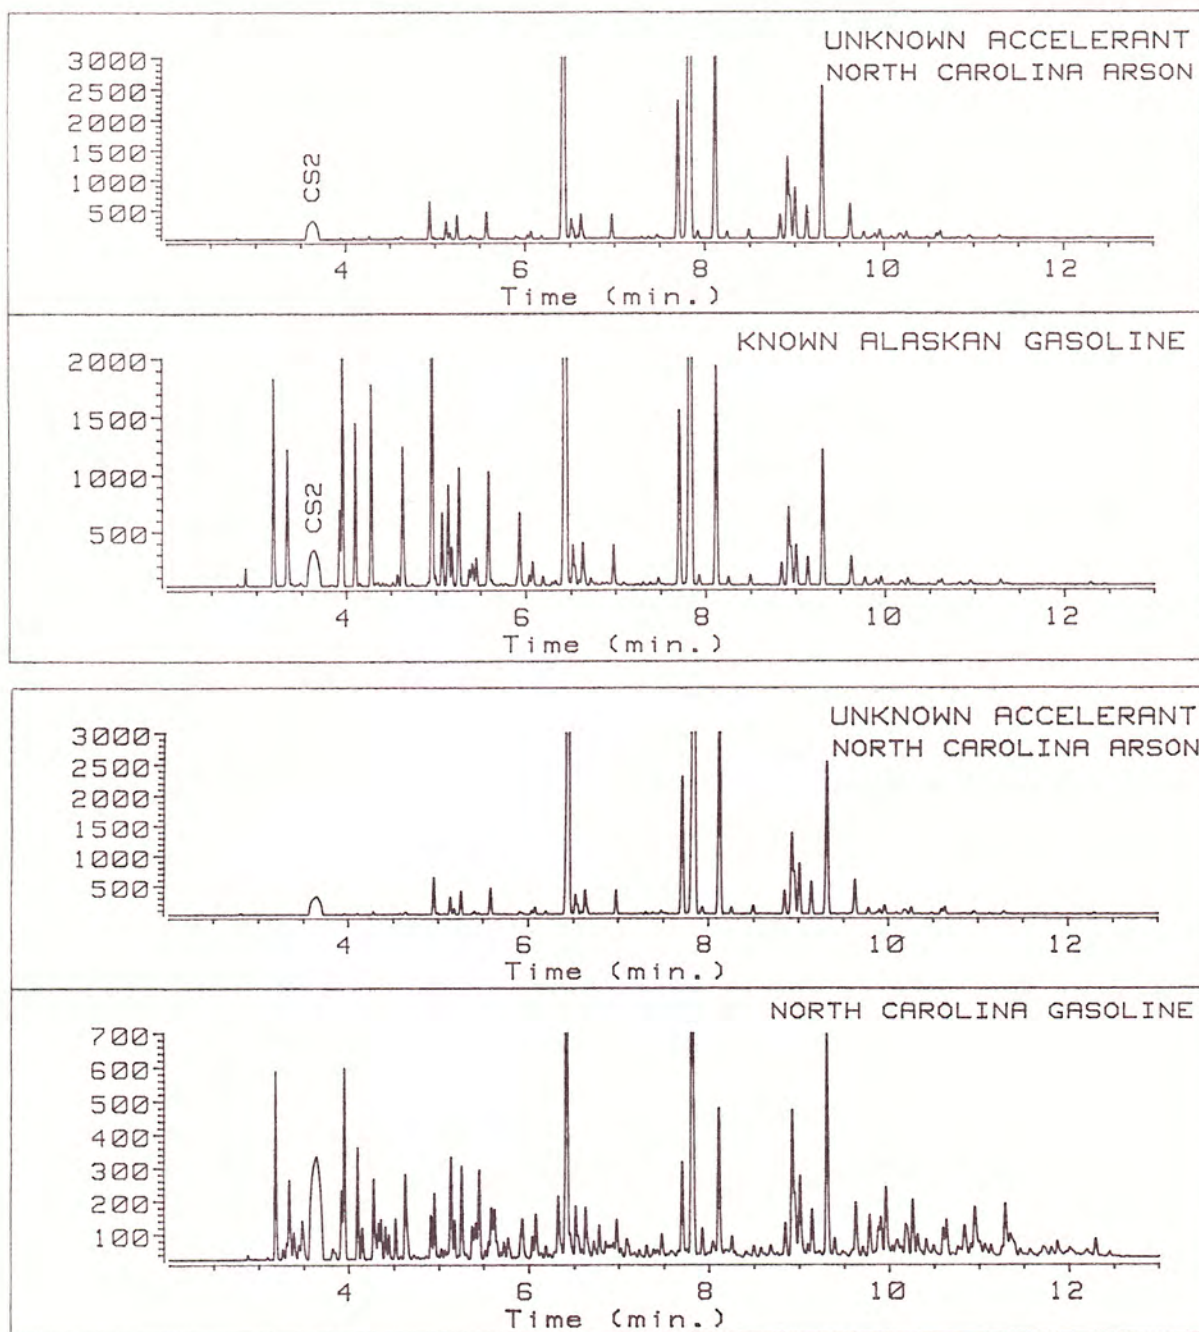 UNKNOWN ACCELERANT
NORTH CAROLINA ARSON
3000
2500
2000
1500
1000
500
CS2
4 6 8 10 12
Time (min.)
KNOWN ALASKAN GASOLINE
2000
1500
1000
500
CS2
4 6 8 10 12
Time (min.)
UNKNOWN ACCELERANT
NORTH CAROLINA ARSON
3000
2500
2000
1500
1000
500
4 6 8 10 12
Time (min.)
NORTH CAROLINA GASOLINE
700
600
500
400
300
200
100
4 6 8 10 12
Time (min.)